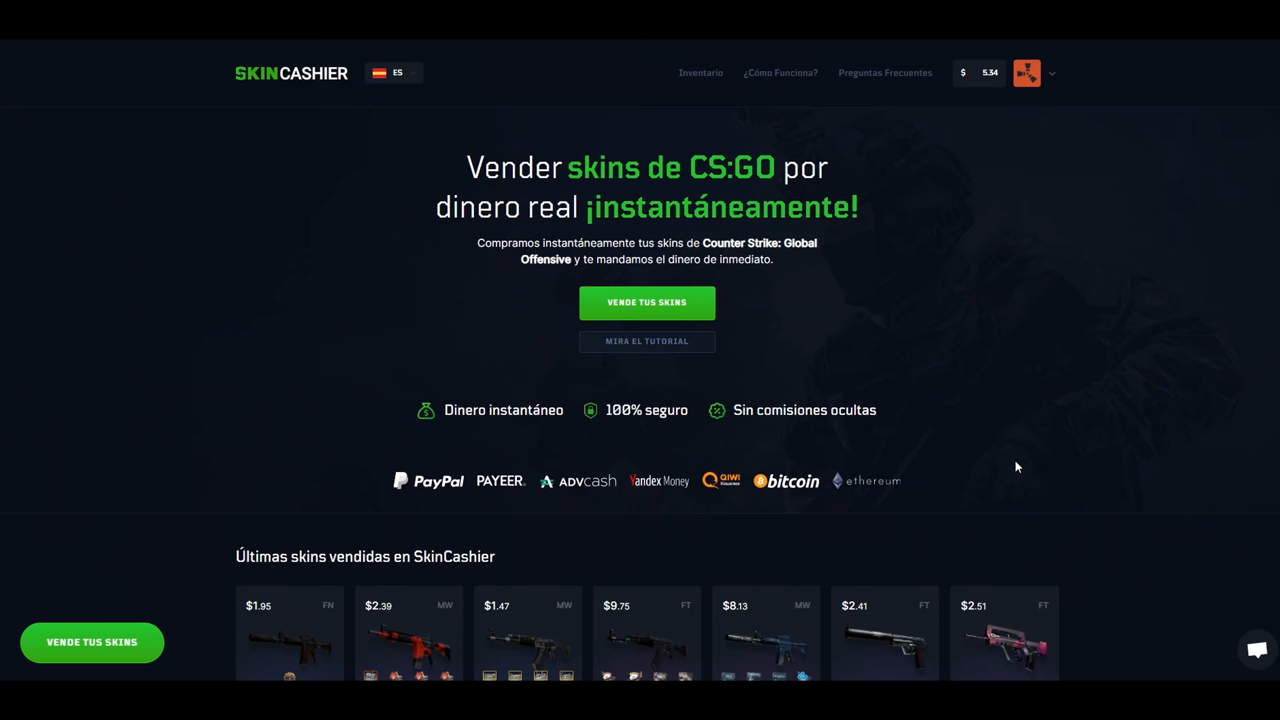 SKINCASHIER
ES
Inventario
¿Cómo Funciona?
Preguntas Frecuentes
$ 5.34
Vender skins de CS:GO por
dinero real ¡instantáneamente!
Compramos instantáneamente tus skins de Counter Strike: Global
Offensive y te mandamos el dinero de inmediato.
VENDE TUS SKINS
MIRA EL TUTORIAL
Dinero instantáneo
100% seguro
Sin comisiones ocultas
PayPal
PAYEER
ADVcash
Yandex Money
QIWI
bitcoin
ethereum
Últimas skins vendidas en SkinCashier
$1.95 FN
$2.39 MW
$1.47 MW
$9.75 FT
$8.13 MW
$2.41 FT
$2.51 FT
VENDE TUS SKINS